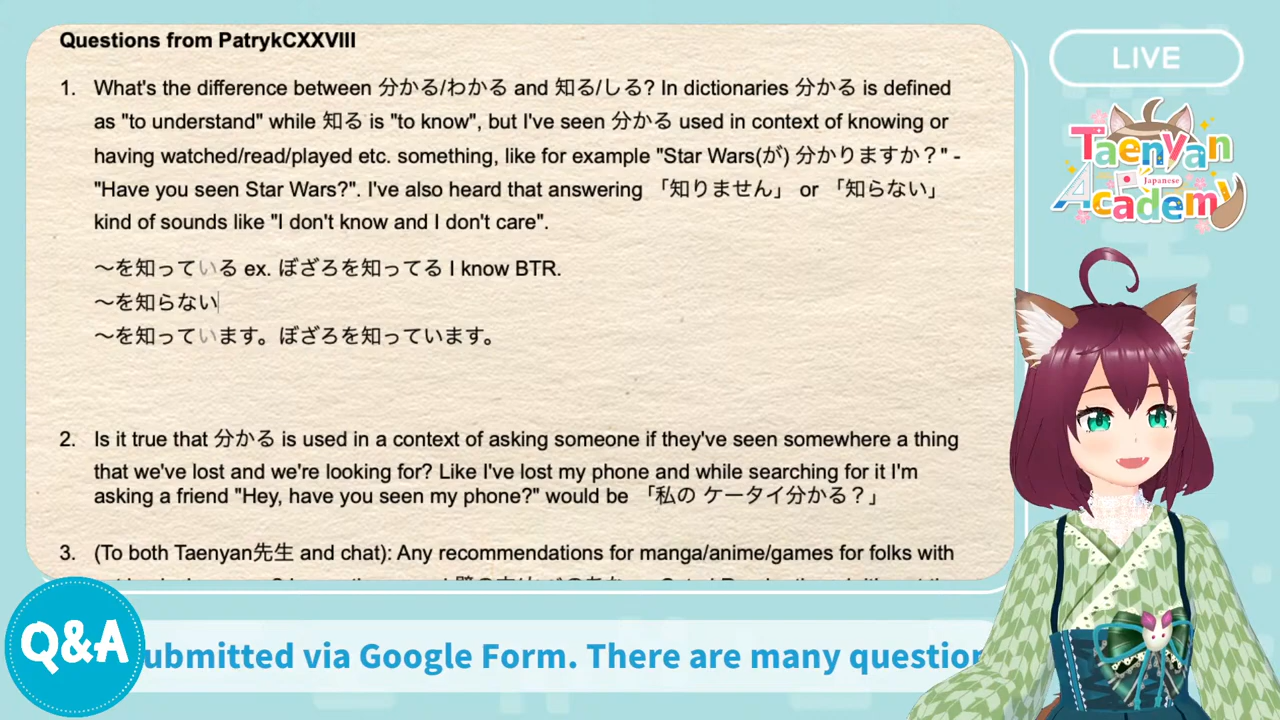 Questions from PatrykCXXVIII
1. What's the difference between 分かる/わかる and 知る/しる? In dictionaries 分かる is defined
as "to understand" while 知る is "to know", but I've seen 分かる used in context of knowing or
having watched/read/played etc. something, like for example "Star Wars(が) 分かりますか？" -
"Have you seen Star Wars?". I've also heard that answering 「知りません」 or 「知らない」
kind of sounds like "I don't know and I don't care".
～を知っている ex. ぼざろを知ってる I know BTR.
～を知らない
～を知っています。ぼざろを知っています。
2. Is it true that 分かる is used in a context of asking someone if they've seen somewhere a thing
that we've lost and we're looking for? Like I've lost my phone and while searching for it I'm
asking a friend "Hey, have you seen my phone?" would be 「私の ケータイ分かる？」
3. (To both Taenyan先生 and chat): Any recommendations for manga/anime/games for folks with
LIVE
Taenyan
Japanese
Academy
Q&A
ubmitted via Google Form. There are many question